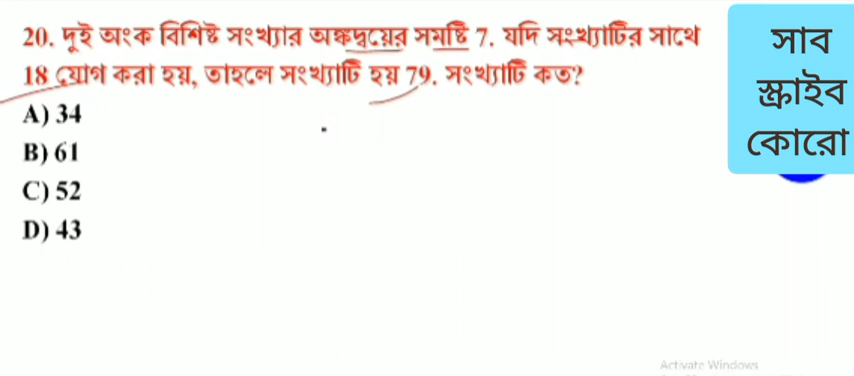 20. দুই অংক বিশিষ্ট সংখ্যার অঙ্কদ্বয়ের সমষ্টি 7. যদি সংখ্যাটির সাথে
18 যোগ করা হয়, তাহলে সংখ্যাটি হয় 79. সংখ্যাটি কত?
A) 34
B) 61
C) 52
D) 43
সাব
স্ক্রাইব
কোরো
Activate Windows